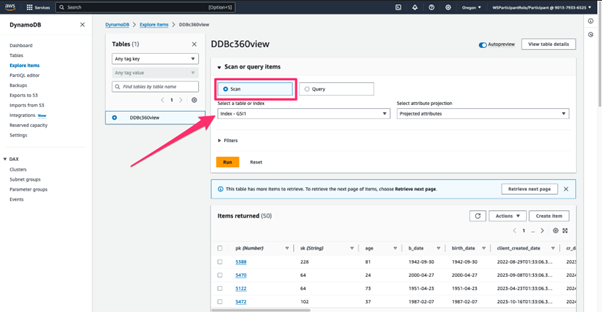 aws
Services
Search
[Option+S]
Oregon
WSParticipantRole/Participant @ 9013-7933-6525
DynamoDB
Dashboard
Tables
Explore items
PartiQL editor
Backups
Exports to S3
Imports from S3
Integrations New
Reserved capacity
Settings
DAX
Clusters
Subnet groups
Parameter groups
Events
DynamoDB > Explore items > DDBc360view
Tables (1)
Any tag key
Any tag value
Find tables by table name
1
DDBc360view
DDBc360view
Autopreview
View table details
Scan or query items
Scan
Query
Select a table or index
Index - GSI1
Select attribute projection
Projected attributes
Filters
Run
Reset
This table has more items to retrieve. To retrieve the next page of items, choose Retrieve next page.
Retrieve next page
Items returned (50)
Actions
Create item
1 ...
pk (Number) sk (String) age b_date birth_date client_created_date cr_d
5388 228 81 1942-09-30 1942-09-30 2022-08-29T01:33:06.3... 2022
5470 64 24 2000-04-27 2000-04-27 2023-09-08T01:33:06.3... 2024
5122 64 73 1951-04-23 1951-04-23 2023-04-23T01:33:06.3... 2023
5472 102 37 1987-02-07 1987-02-07 2023-10-16T01:33:06.3... 2024